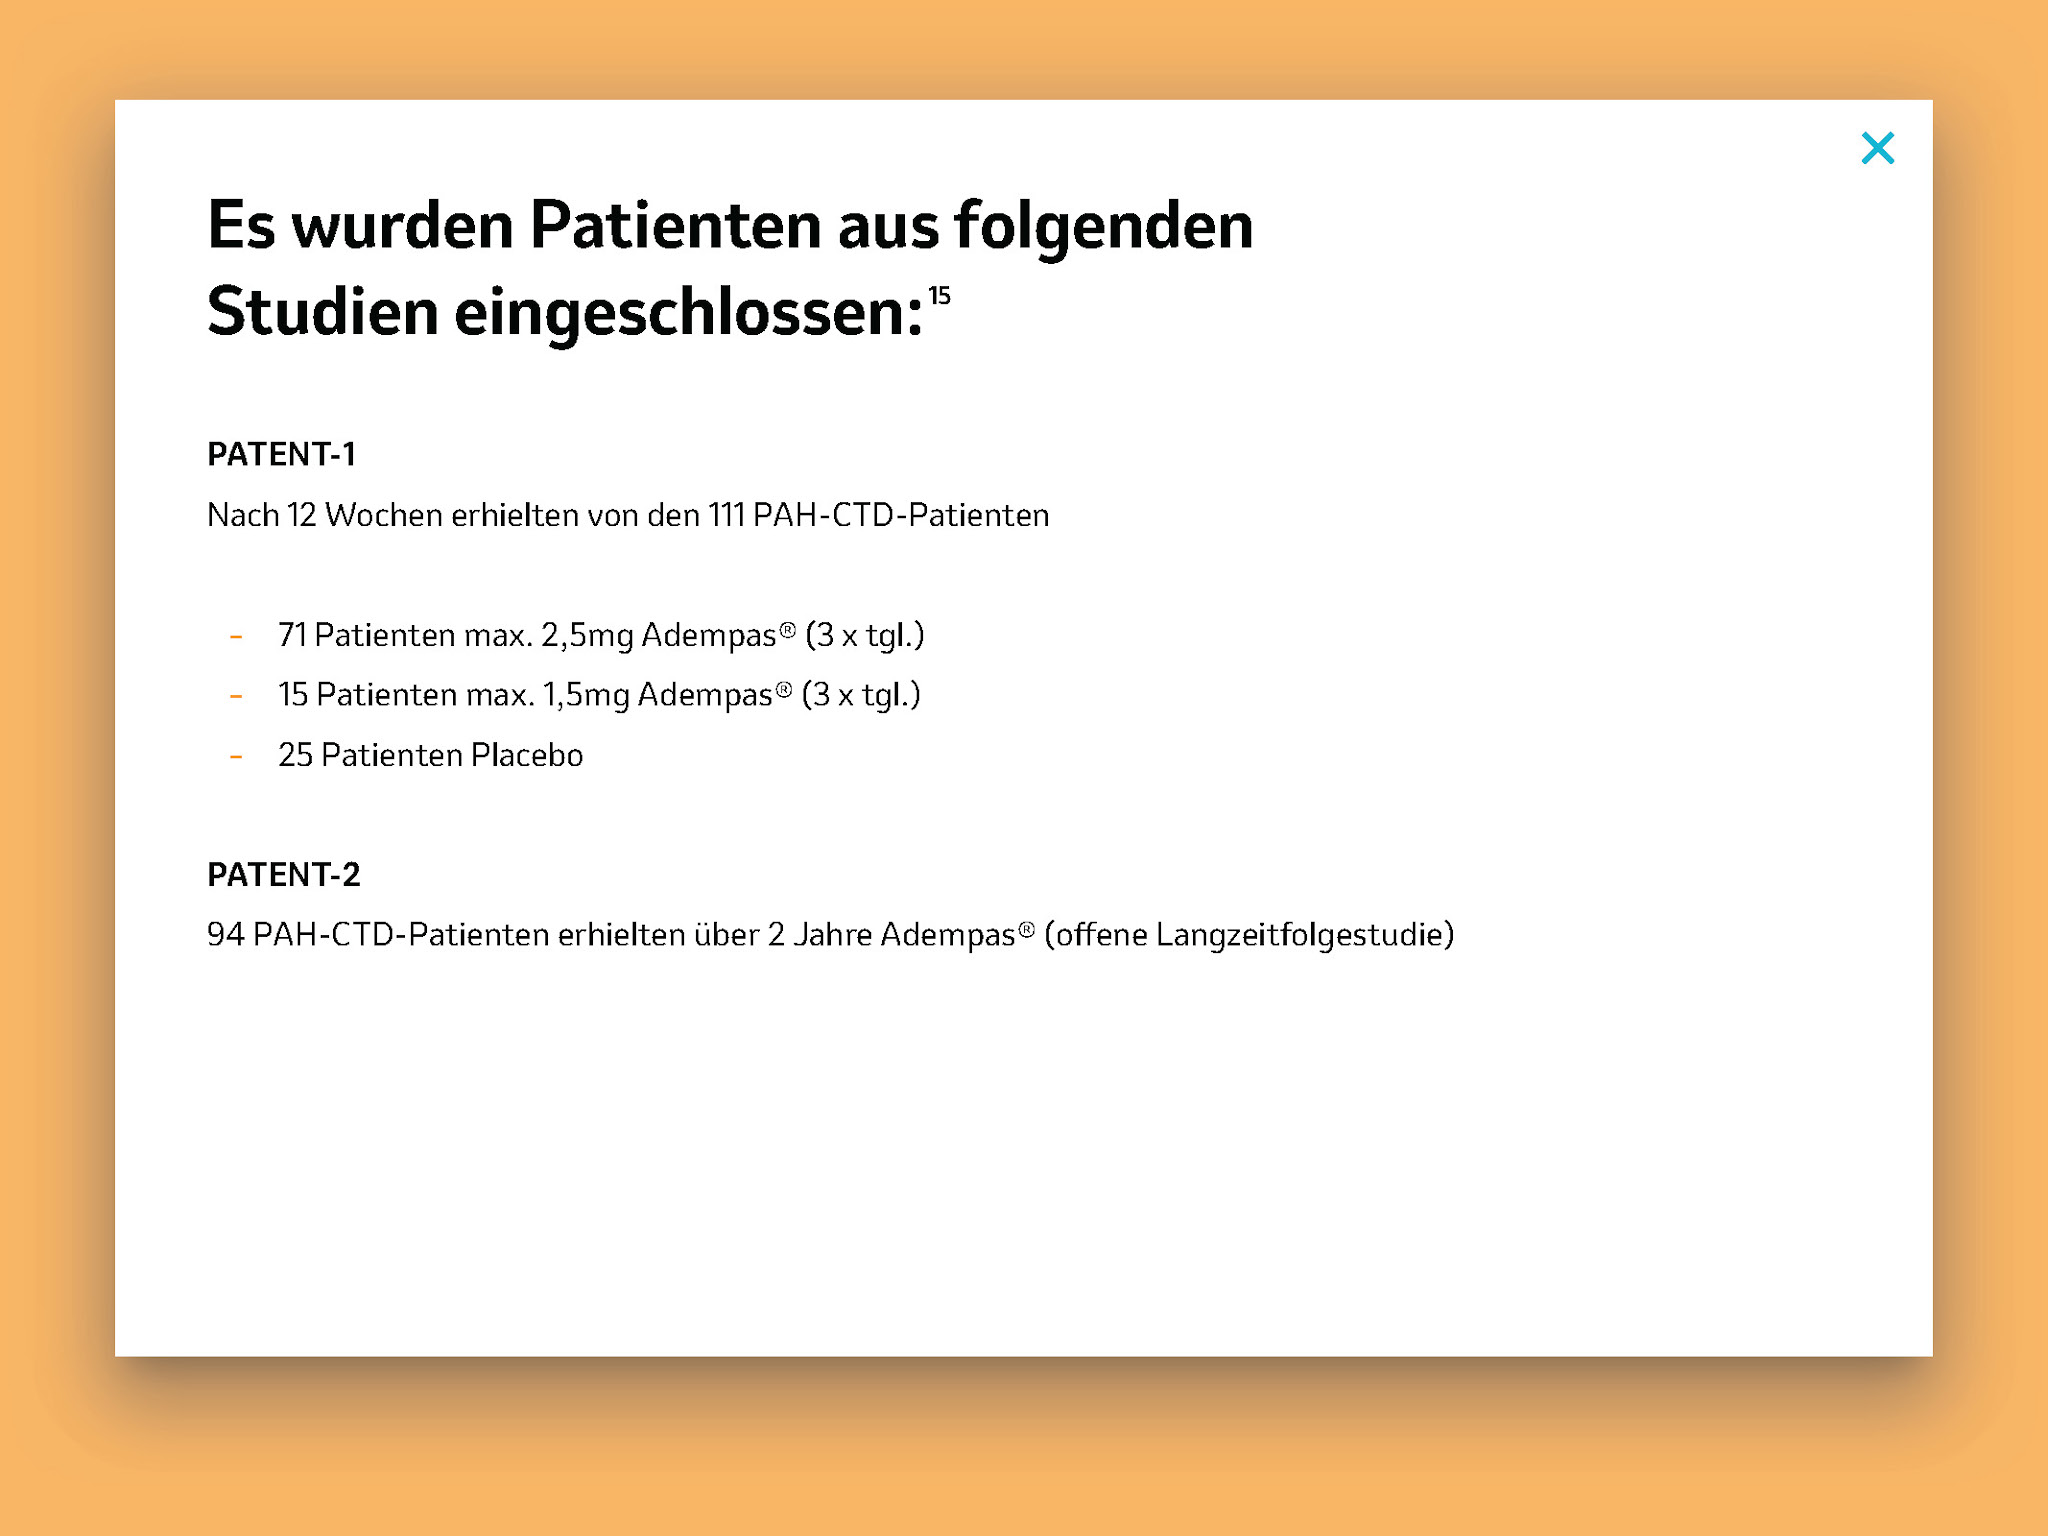 Es wurden Patienten aus folgenden
Studien eingeschlossen:15
PATENT-1
Nach 12 Wochen erhielten von den 111 PAH-CTD-Patienten
- 71 Patienten max. 2,5mg Adempas® (3 x tgl.)
- 15 Patienten max. 1,5mg Adempas® (3 x tgl.)
- 25 Patienten Placebo
PATENT-2
94 PAH-CTD-Patienten erhielten über 2 Jahre Adempas® (offene Langzeitfolgestudie)